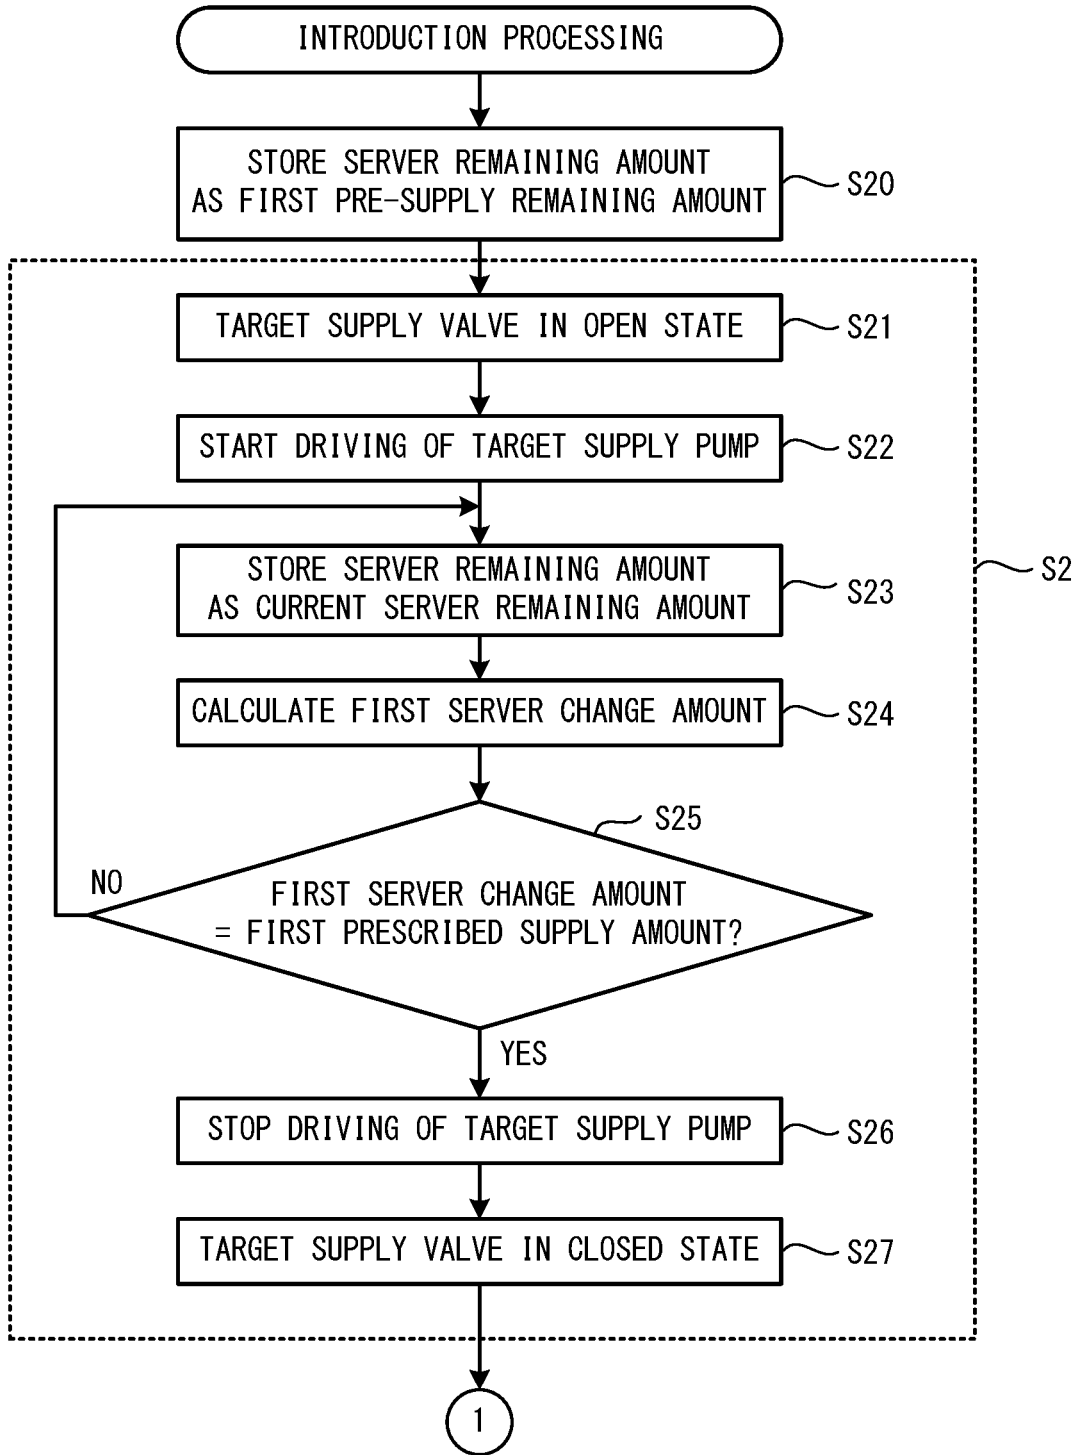 INTRODUCTION PROCESSING
STORE SERVER REMAINING AMOUNT
AS FIRST PRE-SUPPLY REMAINING AMOUNT
S20
TARGET SUPPLY VALVE IN OPEN STATE
S21
START DRIVING OF TARGET SUPPLY PUMP
S22
STORE SERVER REMAINING AMOUNT
AS CURRENT SERVER REMAINING AMOUNT
S23
S2
CALCULATE FIRST SERVER CHANGE AMOUNT
S24
S25
FIRST SERVER CHANGE AMOUNT
= FIRST PRESCRIBED SUPPLY AMOUNT?
NO
YES
STOP DRIVING OF TARGET SUPPLY PUMP
S26
TARGET SUPPLY VALVE IN CLOSED STATE
S27
1